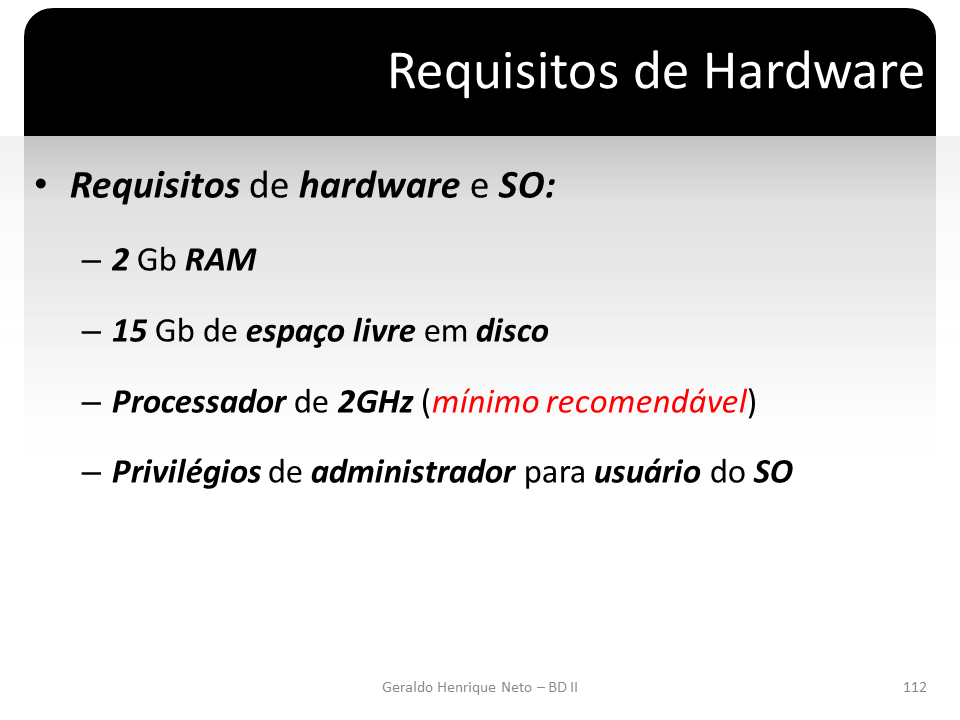 Requisitos de Hardware
• Requisitos de hardware e SO:
– 2 Gb RAM
– 15 Gb de espaço livre em disco
– Processador de 2GHz (mínimo recomendável)
– Privilégios de administrador para usuário do SO
Geraldo Henrique Neto – BD II
112